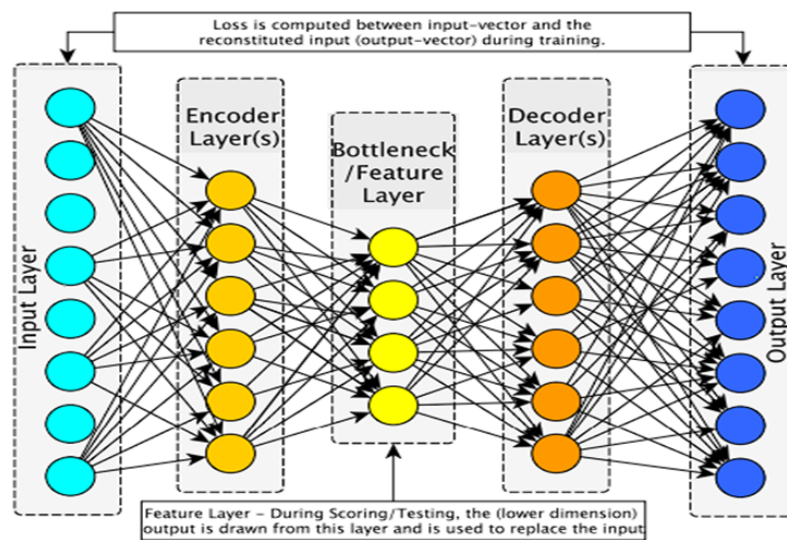 Loss is computed between input-vector and the
reconstituted input (output-vector) during training.
Encoder
Layer(s)
Bottleneck
/Feature
Layer
Decoder
Layer(s)
Input Layer
Output Layer
Feature Layer - During Scoring/Testing, the (lower dimension)
output is drawn from this layer and is used to replace the input